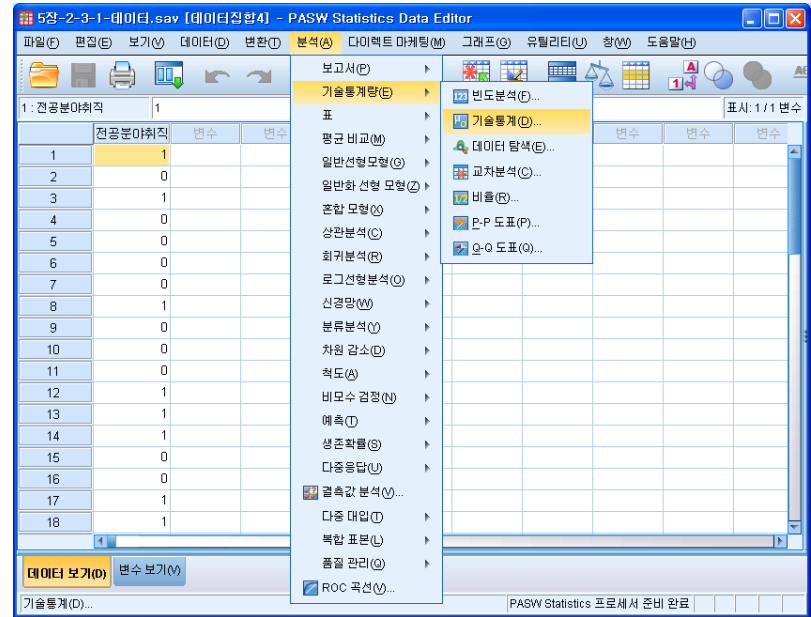 5장-2-3-1-데이터.sav [데이터집합4] - PASW Statistics Data Editor
파일(F) 편집(E) 보기(V) 데이터(D) 변환(T) 분석(A) 다이렉트 마케팅(M) 그래프(G) 유틸리티(U) 창(W) 도움말(H)
1 : 전공분야취직 1 표시: 1 / 1 변수
전공분야취직 변수 변수 변수 변수 변수
1 1
2 0
3 1
4 0
5 0
6 0
7 0
8 1
9 0
10 0
11 0
12 1
13 1
14 1
15 0
16 0
17 1
18 1
보고서(P)
기술통계량(E)
표
평균 비교(M)
일반선형모형(G)
일반화 선형 모형(Z)
혼합 모형(X)
상관분석(C)
회귀분석(R)
로그선형분석(O)
신경망(W)
분류분석(Y)
차원 감소(D)
척도(A)
비모수 검정(N)
예측(T)
생존확률(S)
다중응답(U)
결측값 분석(V)...
다중 대입(T)
복합 표본(L)
품질 관리(Q)
ROC 곡선(V)...
123 빈도분석(F)...
기술통계(D)...
데이터 탐색(E)...
교차분석(C)...
1/2 비율(R)...
P-P 도표(P)...
Q-Q 도표(Q)...
데이터 보기(D) 변수 보기(V)
기술통계(D)... PASW Statistics 프로세서 준비 완료